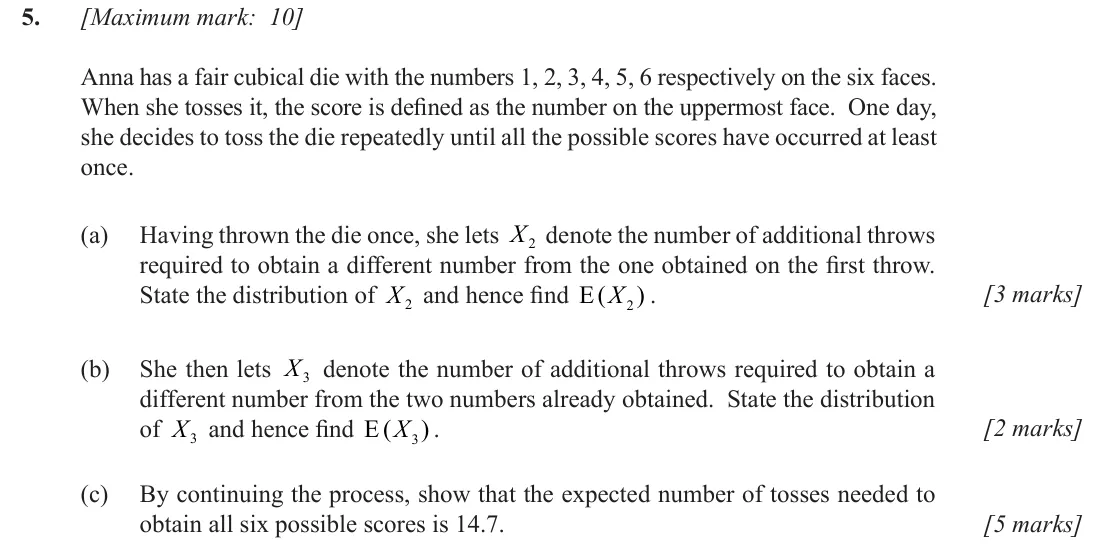 5. [Maximum mark: 10]
Anna has a fair cubical die with the numbers 1, 2, 3, 4, 5, 6 respectively on the six faces.
When she tosses it, the score is defined as the number on the uppermost face. One day,
she decides to toss the die repeatedly until all the possible scores have occurred at least
once.
(a) Having thrown the die once, she lets X₂ denote the number of additional throws
required to obtain a different number from the one obtained on the first throw.
State the distribution of X₂ and hence find E(X₂). [3 marks]
(b) She then lets X₃ denote the number of additional throws required to obtain a
different number from the two numbers already obtained. State the distribution
of X₃ and hence find E(X₃). [2 marks]
(c) By continuing the process, show that the expected number of tosses needed to
obtain all six possible scores is 14.7. [5 marks]